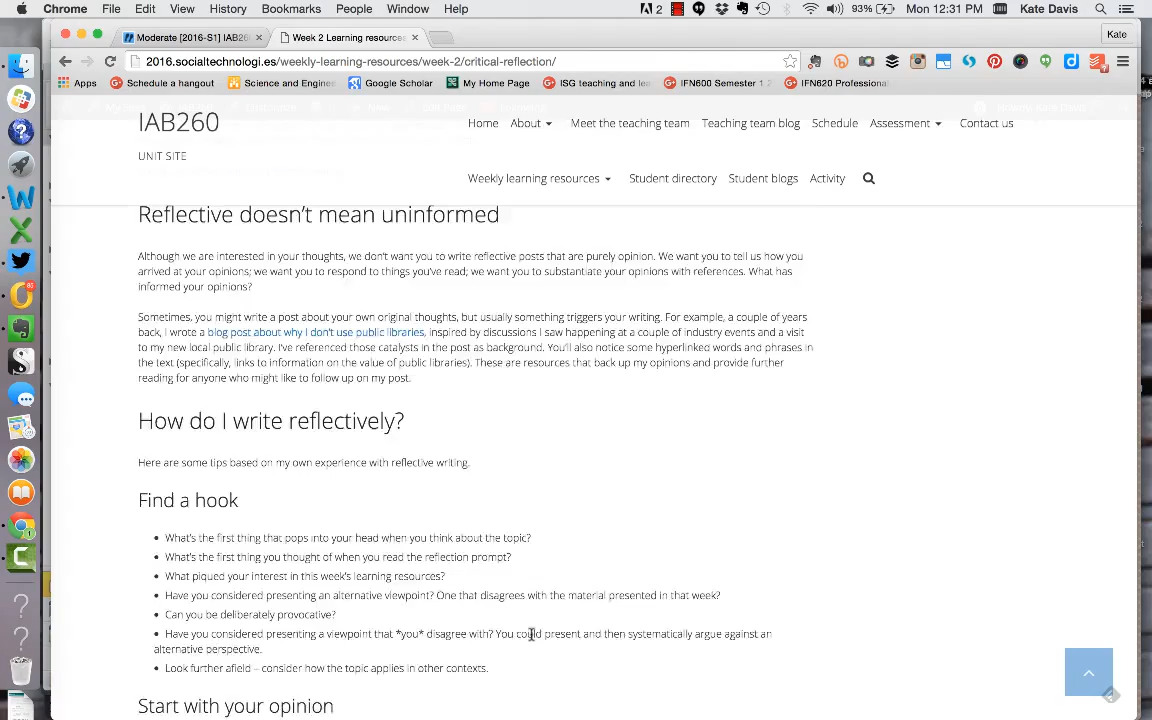 Chrome File Edit View History Bookmarks People Window Help
2 93% Mon 12:31 PM Kate Davis
Moderate [2016-S1] IAB26 × Week 2 Learning resources × Kate
2016.socialtechnologi.es/weekly-learning-resources/week-2/critical-reflection/
Apps Schedule a hangout Science and Enginee Google Scholar My Home Page ISG teaching and le IFN600 Semester 1 2 IFN620 Professiona
IAB260
UNIT SITE
Home About Meet the teaching team Teaching team blog Schedule Assessment Contact us
Weekly learning resources Student directory Student blogs Activity
Reflective doesn't mean uninformed
Although we are interested in your thoughts, we don't want you to write reflective posts that are purely opinion. We want you to tell us how you
arrived at your opinions; we want you to respond to things you've read; we want you to substantiate your opinions with references. What has
informed your opinions?
Sometimes, you might write a post about your own original thoughts, but usually something triggers your writing. For example, a couple of years
back, I wrote a blog post about why I don't use public libraries, inspired by discussions I saw happening at a couple of industry events and a visit
to my new local public library. I've referenced those catalysts in the post as background. You'll also notice some hyperlinked words and phrases in
the text (specifically, links to information on the value of public libraries). These are resources that back up my opinions and provide further
reading for anyone who might like to follow up on my post.
How do I write reflectively?
Here are some tips based on my own experience with reflective writing.
Find a hook
• What's the first thing that pops into your head when you think about the topic?
• What's the first thing you thought of when you read the reflection prompt?
• What piqued your interest in this week's learning resources?
• Have you considered presenting an alternative viewpoint? One that disagrees with the material presented in that week?
• Can you be deliberately provocative?
• Have you considered presenting a viewpoint that *you* disagree with? You could present and then systematically argue against an
alternative perspective.
• Look further afield – consider how the topic applies in other contexts.
Start with your opinion